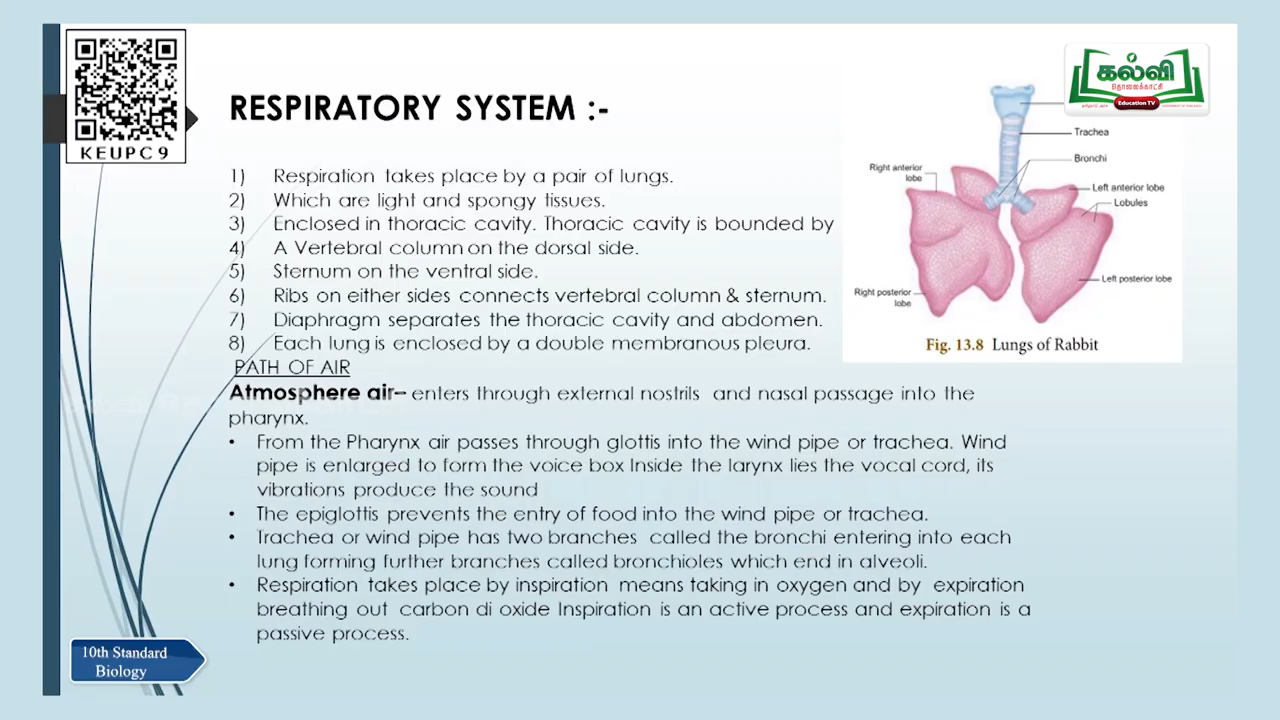 KEUPC9
கல்வி
தொலைக்காட்சி
Education TV
RESPIRATORY SYSTEM :-
1) Respiration takes place by a pair of lungs.
2) Which are light and spongy tissues.
3) Enclosed in thoracic cavity. Thoracic cavity is bounded by
4) A Vertebral column on the dorsal side.
5) Sternum on the ventral side.
6) Ribs on either sides connects vertebral column & sternum.
7) Diaphragm separates the thoracic cavity and abdomen.
8) Each lung is enclosed by a double membranous pleura.
Trachea
Bronchi
Right anterior
lobe
Left anterior lobe
Lobules
Left posterior lobe
Right posterior
lobe
Fig. 13.8 Lungs of Rabbit
PATH OF AIR
Atmosphere air– enters through external nostrils and nasal passage into the
pharynx.
• From the Pharynx air passes through glottis into the wind pipe or trachea. Wind
pipe is enlarged to form the voice box Inside the larynx lies the vocal cord, its
vibrations produce the sound
• The epiglottis prevents the entry of food into the wind pipe or trachea.
• Trachea or wind pipe has two branches called the bronchi entering into each
lung forming further branches called bronchioles which end in alveoli.
• Respiration takes place by inspiration means taking in oxygen and by expiration
breathing out carbon di oxide Inspiration is an active process and expiration is a
passive process.
10th Standard
Biology